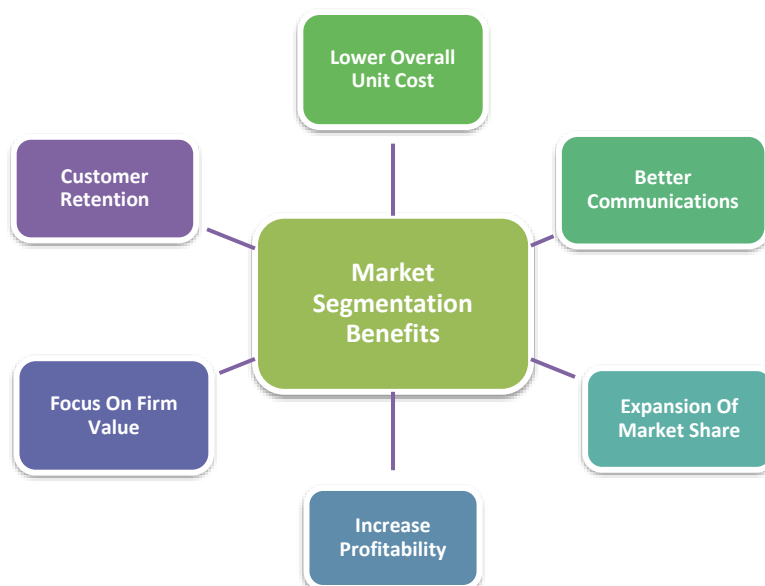 Lower Overall
Unit Cost
Customer
Retention
Better
Communications
Market
Segmentation
Benefits
Focus On Firm
Value
Expansion Of
Market Share
Increase
Profitability